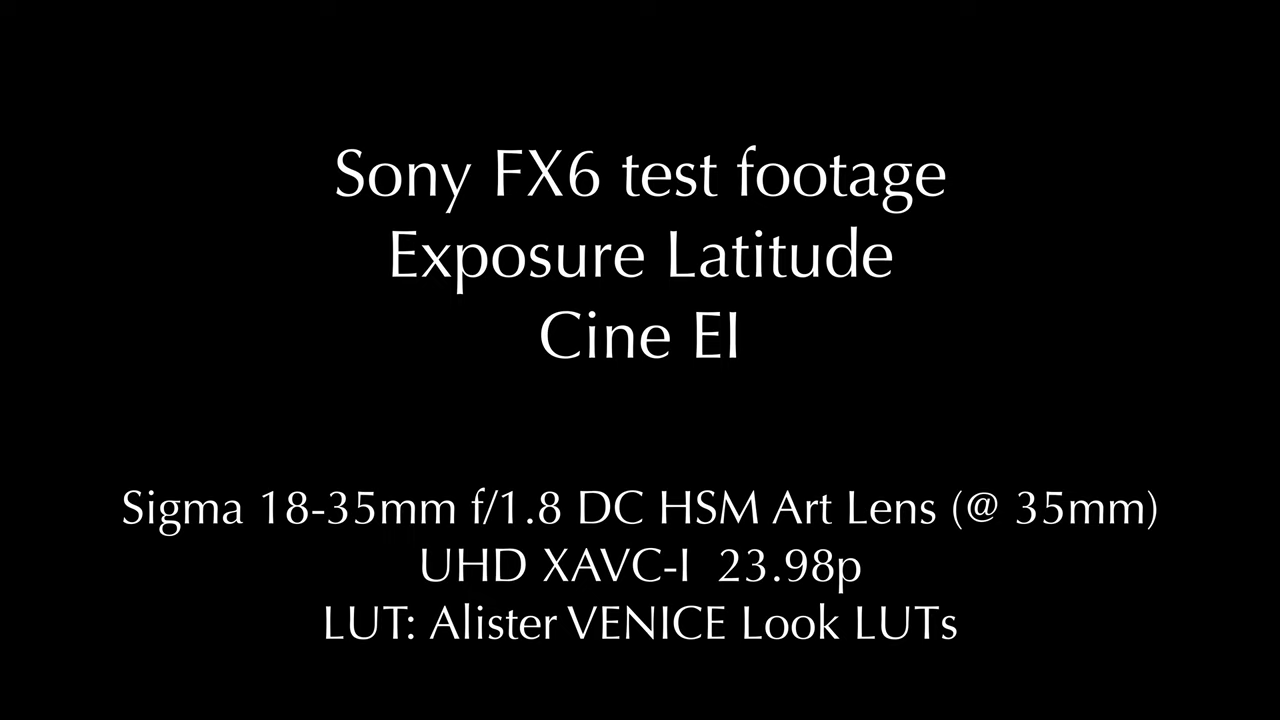 Sony FX6 test footage
Exposure Latitude
Cine EI
Sigma 18-35mm f/1.8 DC HSM Art Lens (@ 35mm)
UHD XAVC-I  23.98p
LUT: Alister VENICE Look LUTs